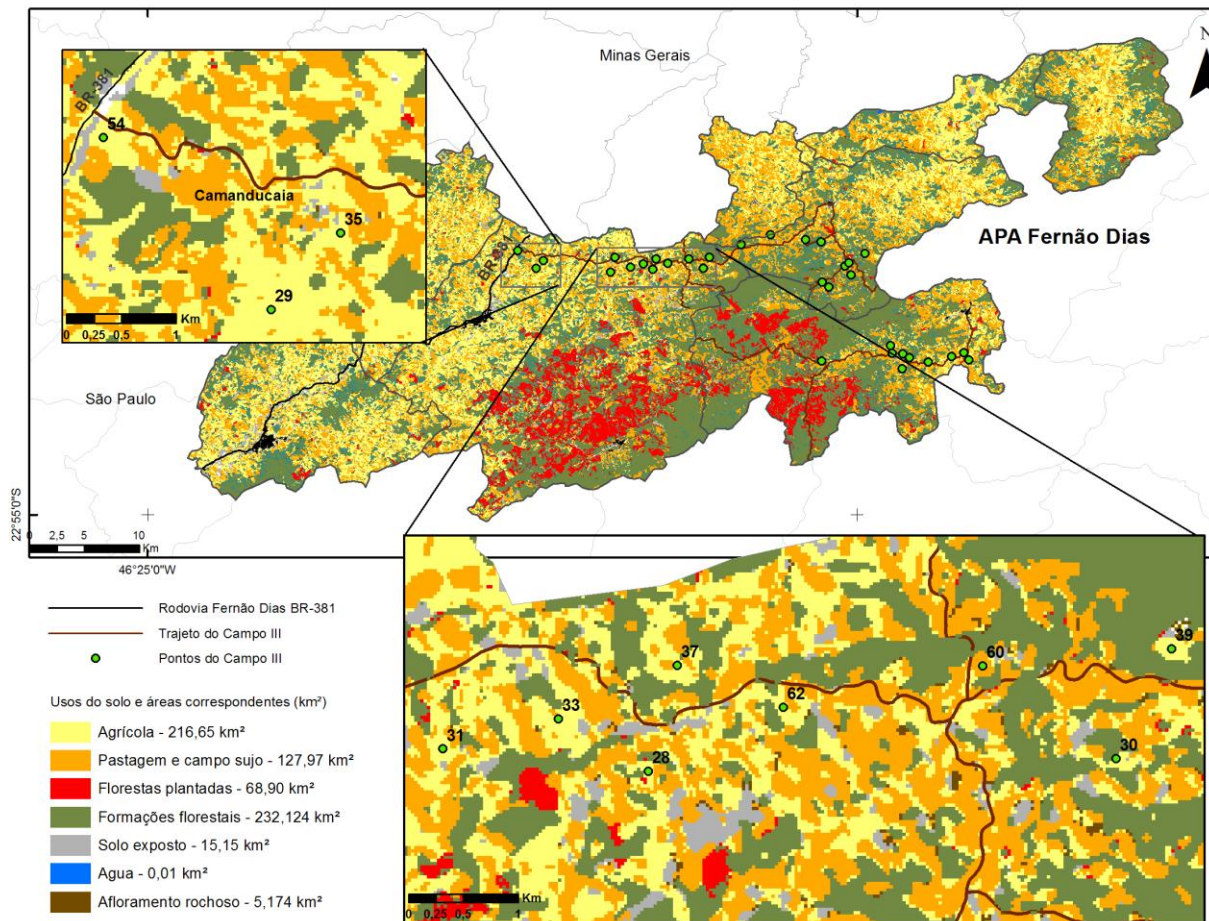 N
Minas Gerais
BR-381
54
Camanducaia
35
29
0 0,25 0,5 1 Km
BR-381
APA Fernão Dias
São Paulo
22°55'0"S
0 2,5 5 10 Km
46°25'0"W
Rodovia Fernão Dias BR-381
Trajeto do Campo III
Pontos do Campo III
Usos do solo e áreas correspondentes (km²)
Agrícola - 216,65 km²
Pastagem e campo sujo - 127,97 km²
Florestas plantadas - 68,90 km²
Formações florestais - 232,124 km²
Solo exposto - 15,15 km²
Agua - 0,01 km²
Afloramento rochoso - 5,174 km²
39
37
60
33
62
31
28
30
0 0,25 0,5 1 Km